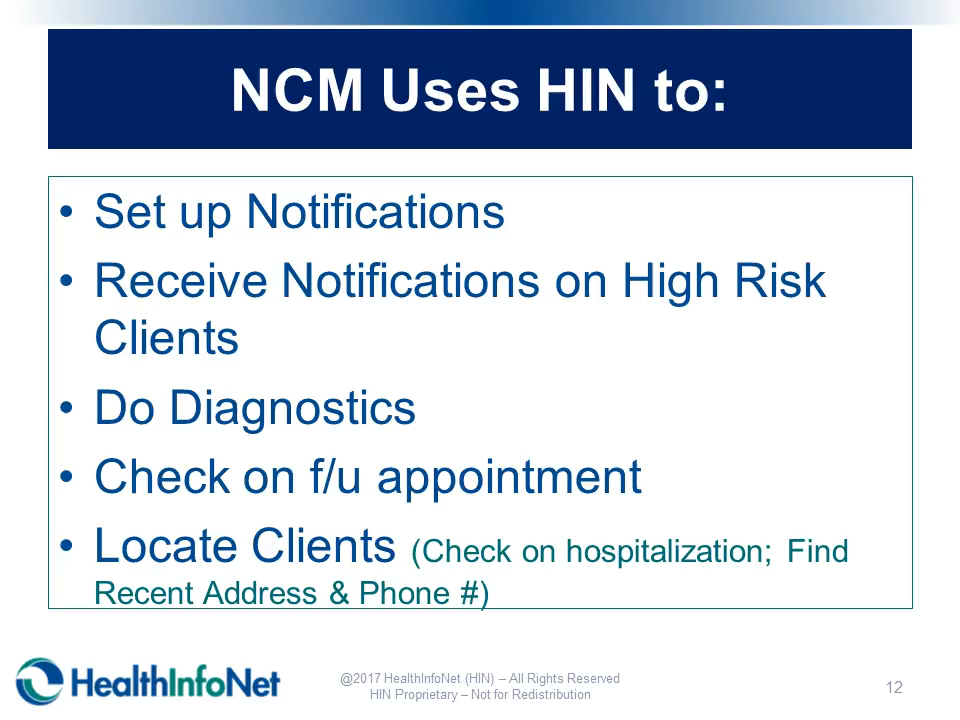 NCM Uses HIN to:
• Set up Notifications
• Receive Notifications on High Risk
Clients
• Do Diagnostics
• Check on f/u appointment
• Locate Clients (Check on hospitalization; Find
Recent Address & Phone #)
HealthInfoNet
@2017 HealthInfoNet (HIN) – All Rights Reserved
HIN Proprietary – Not for Redistribution
12